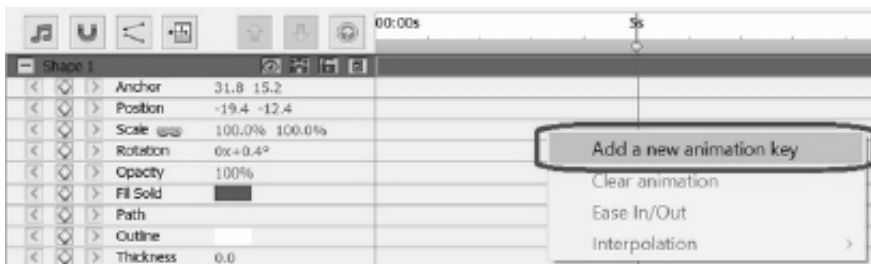 00:00s 5s
Shape 1
Anchor 31.8 15.2
Position -19.4 -12.4
Scale 100.0% 100.0%
Rotation 0x+0.4º
Opacity 100%
Fill Solid
Path
Outline
Thickness 0.0
Add a new animation key
Clear animation
Ease In/Out
Interpolation